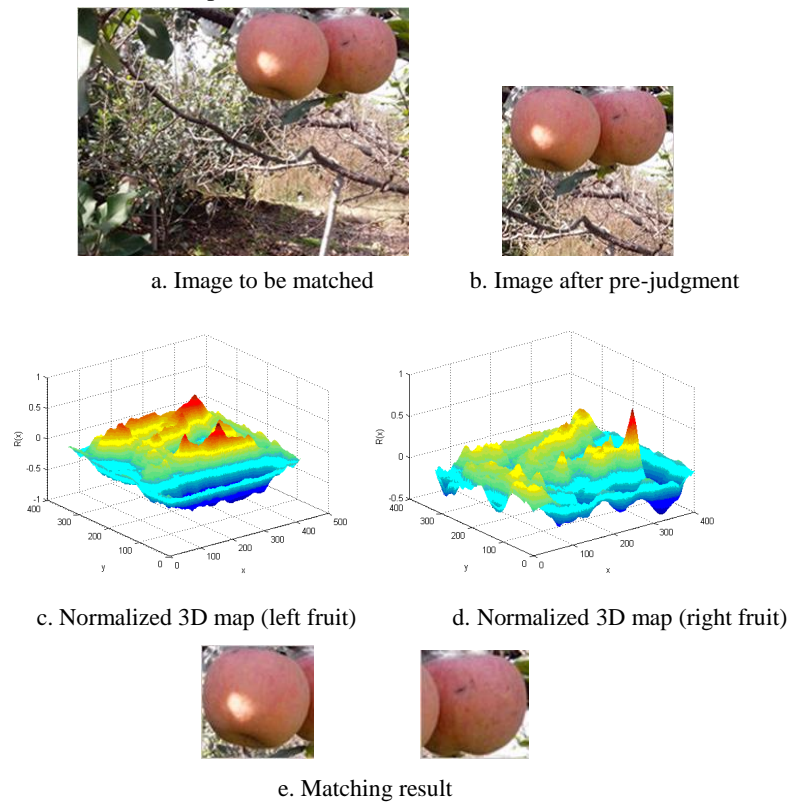 a. Image to be matched
b. Image after pre-judgment
1
0.5
0
-0.5
-1
R(x)
400
300
200
100
0
y
0
100
200
300
400
500
x
1
0.5
0
-0.5
R(x)
400
300
200
100
0
y
0
100
200
300
400
x
c. Normalized 3D map (left fruit)
d. Normalized 3D map (right fruit)
e. Matching result